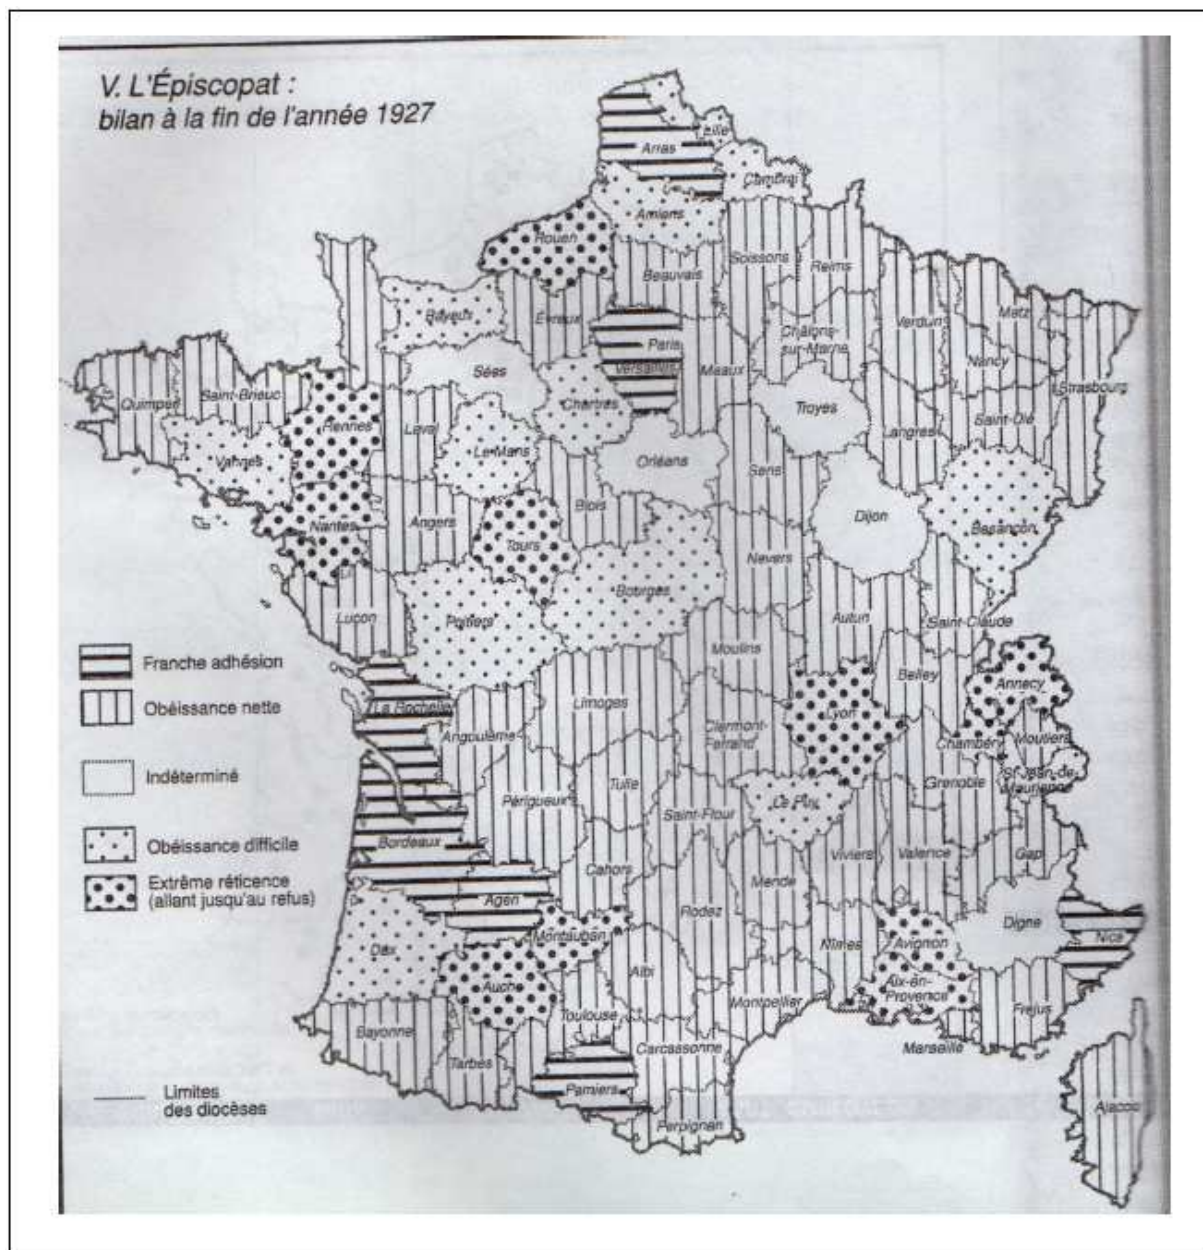 V. L'Épiscopat :
bilan à la fin de l'année 1927
Lille
Arras
Cambrai
Amiens
Rouen
Soissons
Beauvais
Reims
Bayeux
Évreux
Verdun
Metz
Paris
Châlons-
sur-Marne
Versailles
Meaux
Nancy
Sées
Strasbourg
Quimper
Saint-Brieuc
Chartres
Troyes
Rennes
Laval
Langres
Saint-Dié
Le Mans
Vannes
Orléans
Sens
Blois
Dijon
Nantes
Angers
Besançon
Tours
Nevers
Bourges
Luçon
Poitiers
Autun
Saint-Claude
Moulins
Franche adhésion
Belley
Annecy
Obéissance nette
La Rochelle
Limoges
Lyon
Clermont-
Ferrand
Angoulême
Chambéry
Moutiers
Indéterminé
Tulle
Grenoble
St-Jean-de-
Maurienne
Périgueux
Le Puy
Saint-Flour
Obéissance difficile
Bordeaux
Viviers
Valence
Gap
Extrême réticence
(allant jusqu'au refus)
Cahors
Mende
Agen
Rodez
Digne
Montauban
Nice
Dax
Nîmes
Avignon
Albi
Auch
Aix-en-
Provence
Montpellier
Toulouse
Fréjus
Bayonne
Carcassonne
Marseille
Tarbes
Limites
des diocèses
Pamiers
Perpignan
Ajaccio